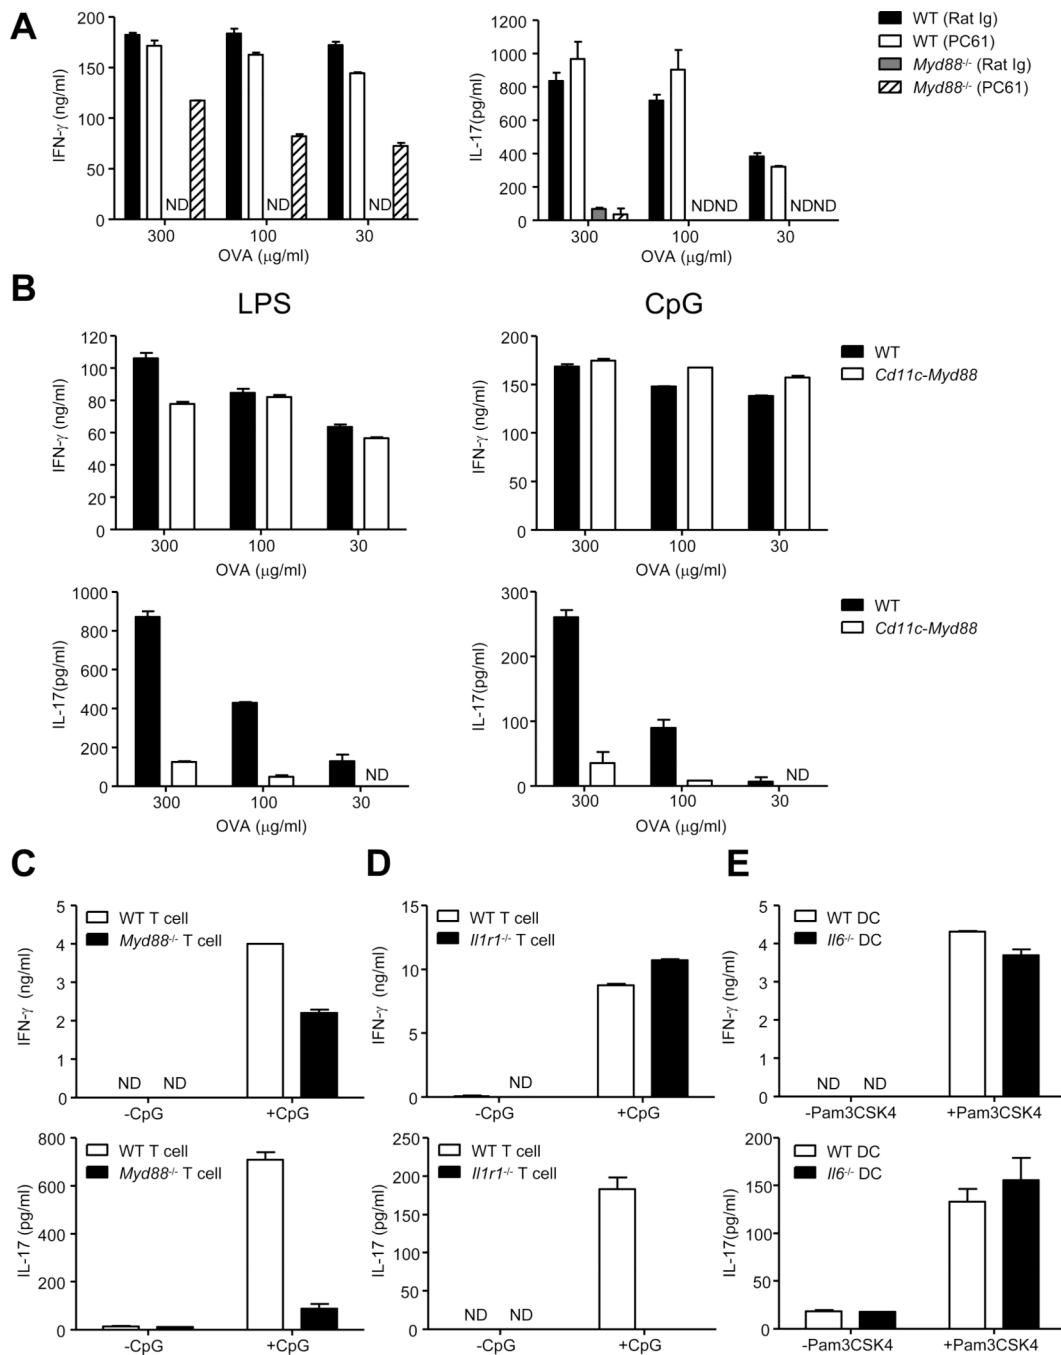 A
IFN-γ (ng/ml)
200
150
100
50
0
ND
ND
ND
300
100
30
OVA (μg/ml)
IL-17(pg/ml)
1200
1000
800
600
400
200
0
NDND
NDND
300
100
30
OVA (μg/ml)
WT (Rat Ig)
WT (PC61)
Myd88-/- (Rat Ig)
Myd88-/- (PC61)
B
LPS
CpG
IFN-γ (ng/ml)
120
100
80
60
40
20
0
300
100
30
OVA (μg/ml)
IFN-γ (ng/ml)
200
150
100
50
0
300
100
30
OVA (μg/ml)
WT
Cd11c-Myd88
IL-17(pg/ml)
1000
800
600
400
200
0
ND
300
100
30
OVA (μg/ml)
IL-17(pg/ml)
300
200
100
0
ND
300
100
30
OVA (μg/ml)
WT
Cd11c-Myd88
C
IFN-γ (ng/ml)
5
4
3
2
1
0
WT T cell
Myd88-/- T cell
ND
ND
-CpG
+CpG
IL-17 (pg/ml)
800
600
400
200
0
WT T cell
Myd88-/- T cell
-CpG
+CpG
D
IFN-γ (ng/ml)
15
10
5
0
WT T cell
Il1r1-/- T cell
ND
-CpG
+CpG
IL-17 (pg/ml)
250
200
150
100
50
0
WT T cell
Il1r1-/- T cell
ND
ND
-CpG
+CpG
E
IFN-γ (ng/ml)
5
4
3
2
1
0
WT DC
Il6-/- DC
ND
ND
-Pam3CSK4
+Pam3CSK4
IL-17(pg/ml)
200
150
100
50
0
WT DC
Il6-/- DC
-Pam3CSK4
+Pam3CSK4